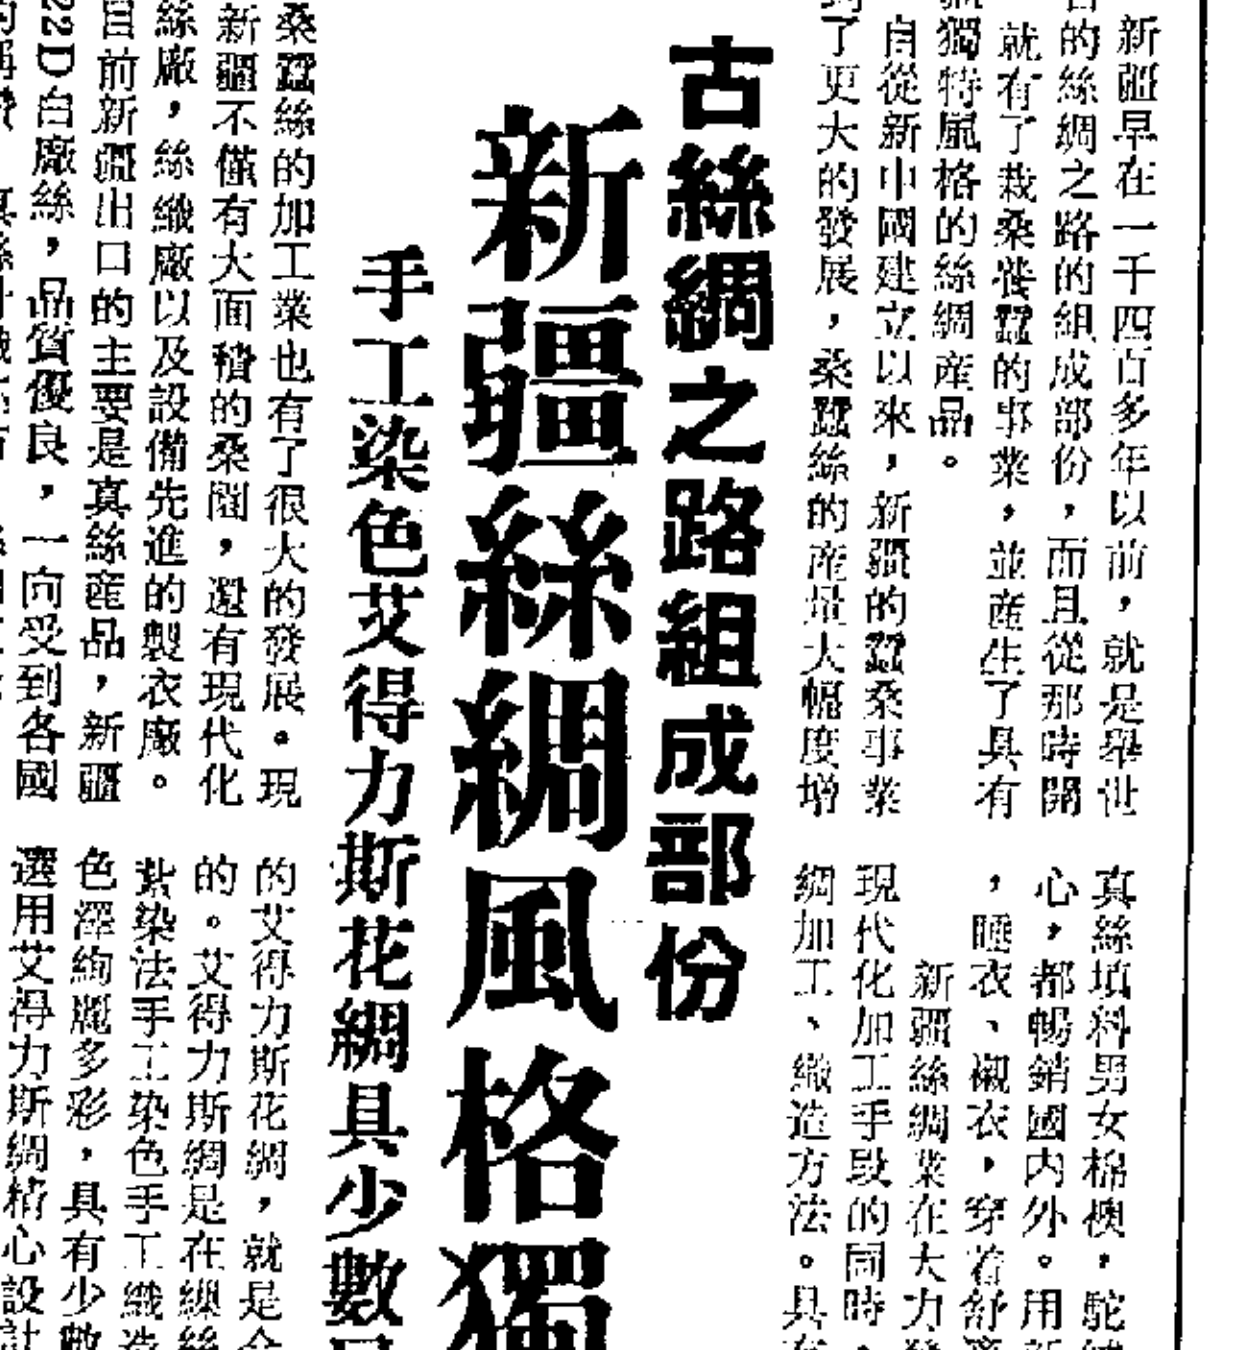 古絲綢之路組成部份
新疆絲綢風格獨
手工染色艾得力斯花綢具少數
新疆早在一千四百多年以前，就是舉世
的絲綢之路的組成部份，而且從那時開
就有了栽桑養蠶的事業，並產生了具有
獨特風格的絲綢產品。
自從新中國建立以來，新疆的蠶桑事業
了更大的發展，桑蠶絲的產量大幅度增
桑蠶絲的加工業也有了很大的發展。現
新疆不僅有大面積的桑園，還有現代化
絲廠，絲織廠以及設備先進的製衣廠。
目前新疆出口的主要是真絲產品，新疆
22D白廠絲，品質優良，一向受到各國
真絲填料男女棉襖，駝
心，都暢銷國內外。用
，睡衣、襯衣，穿着舒
新疆絲綢業在大力
現代化加工手段的同時，
綢加工、織造方法。具
的艾得力斯花綢，就是
的。艾得力斯綢是在繅絲
紮染法手工染色手工織造
色澤絢麗多彩，具有少數
選用艾得力斯綢精心設計